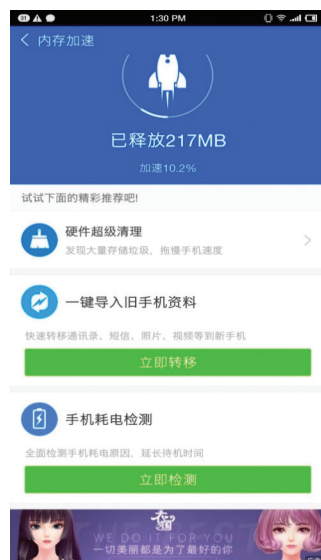 1:30 PM
内存加速
已释放217MB
加速10.2%
试试下面的精彩推荐吧!
硬件超级清理
发现大量存储垃圾，拖慢手机速度
一键导入旧手机资料
快速转移通讯录、短信、照片、视频等到新手机
立即转移
手机耗电检测
全面检测手机耗电原因，延长待机时间
立即检测
WE DO IT FOR YOU
一切美丽都是为了最好的你